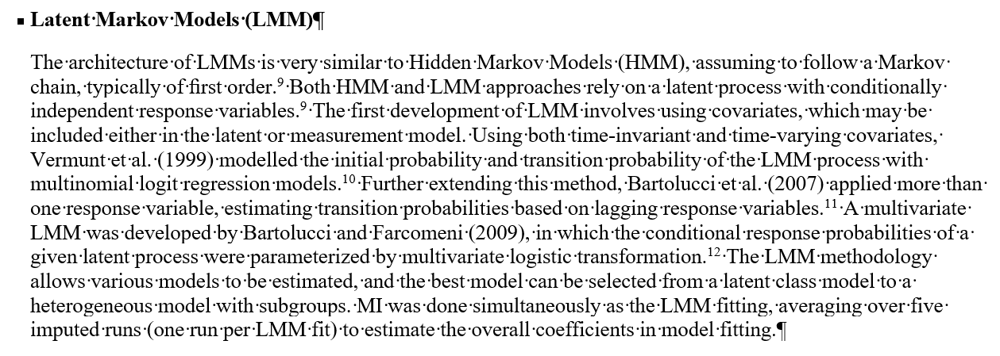 ▪ Latent Markov Models (LMM)¶
The architecture of LMMs is very similar to Hidden Markov Models (HMM), assuming to follow a Markov
chain, typically of first order.⁹ Both HMM and LMM approaches rely on a latent process with conditionally
independent response variables.⁹ The first development of LMM involves using covariates, which may be
included either in the latent or measurement model. Using both time-invariant and time-varying covariates,
Vermunt et al. (1999) modelled the initial probability and transition probability of the LMM process with
multinomial logit regression models.¹⁰ Further extending this method, Bartolucci et al. (2007) applied more than
one response variable, estimating transition probabilities based on lagging response variables.¹¹ A multivariate
LMM was developed by Bartolucci and Farcomeni (2009), in which the conditional response probabilities of a
given latent process were parameterized by multivariate logistic transformation.¹² The LMM methodology
allows various models to be estimated, and the best model can be selected from a latent class model to a
heterogeneous model with subgroups. MI was done simultaneously as the LMM fitting, averaging over five
imputed runs (one run per LMM fit) to estimate the overall coefficients in model fitting.¶